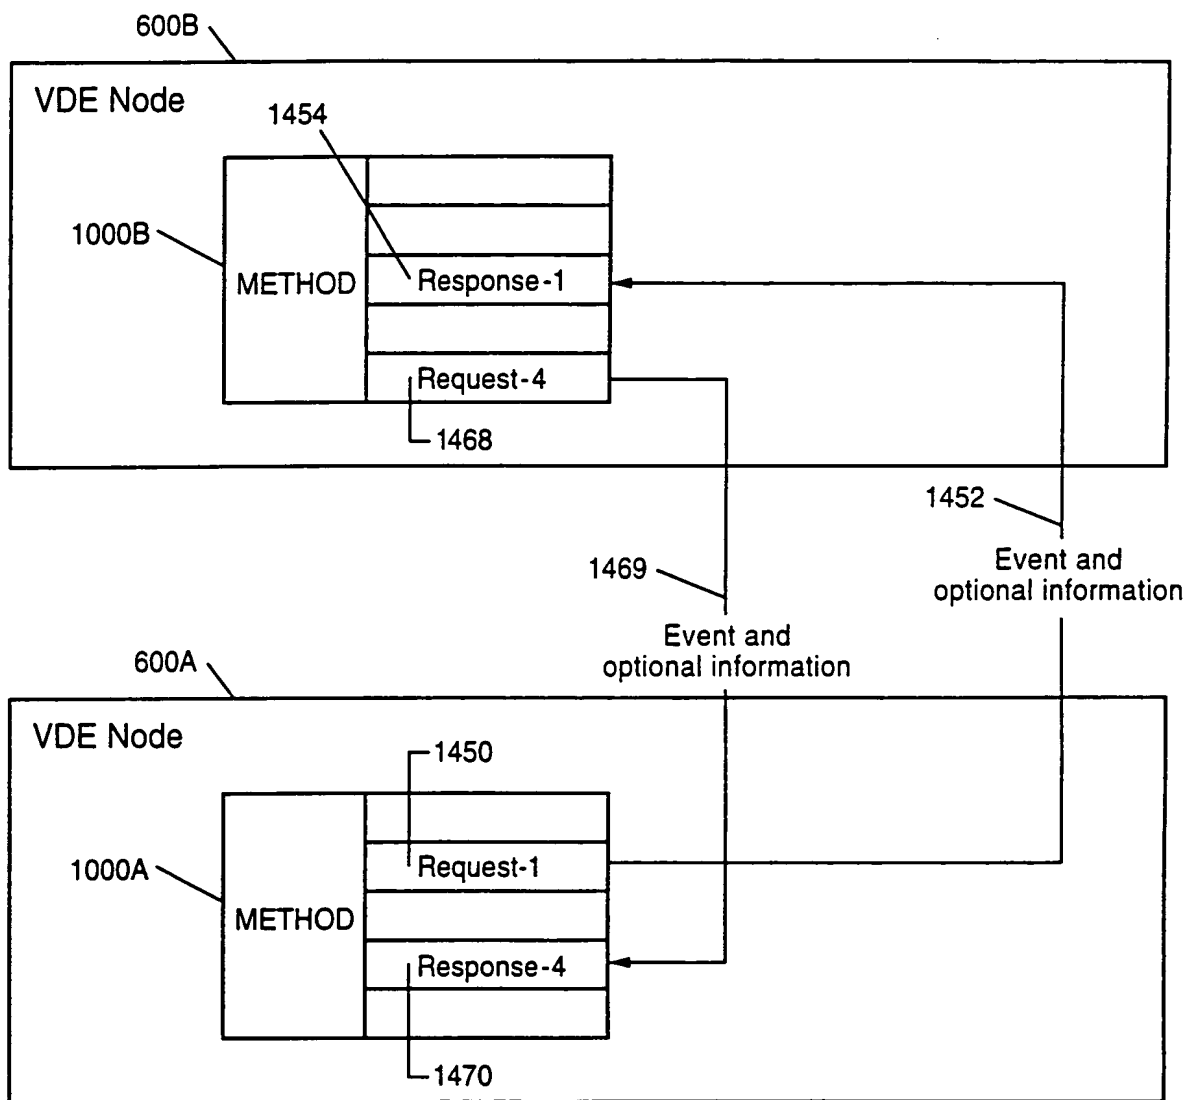 600B
VDE Node
1454
1000B
METHOD
Response-1
Request-4
1468
1452
Event and
optional information
1469
Event and
optional information
600A
VDE Node
1450
1000A
Request-1
METHOD
Response-4
1470